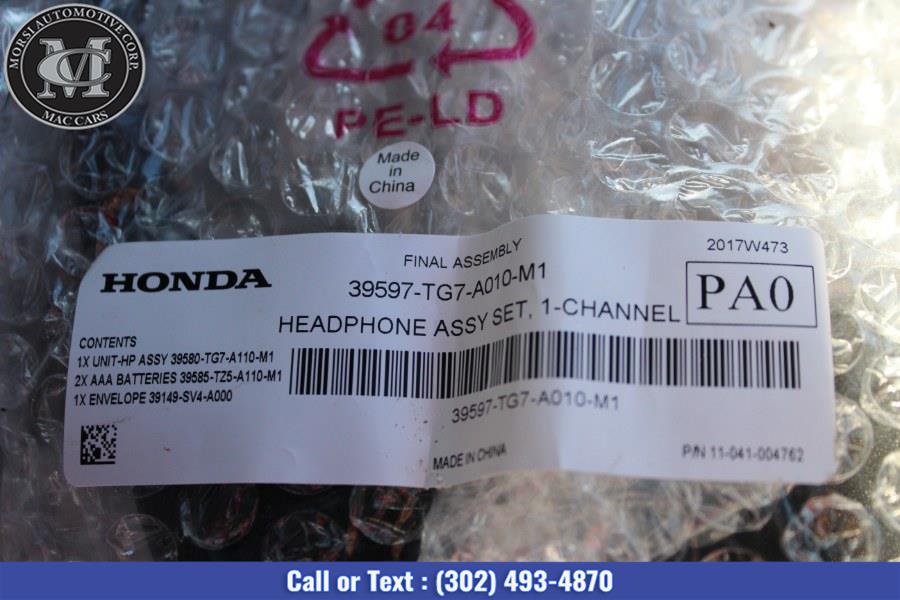 MORSI AUTOMOTIVE CORP.
MC
MAC CARS
04
PE-LD
Made
in
China
HONDA
FINAL ASSEMBLY
2017W473
39597-TG7-A010-M1
PA0
HEADPHONE ASSY SET, 1-CHANNEL
CONTENTS
1X UNIT-HP ASSY 39580-TG7-A110-M1
2X AAA BATTERIES 39585-TZ5-A110-M1
1X ENVELOPE 39149-SV4-A000
39597-TG7-A010-M1
MADE IN CHINA
P/N 11-041-004762
Call or Text : (302) 493-4870